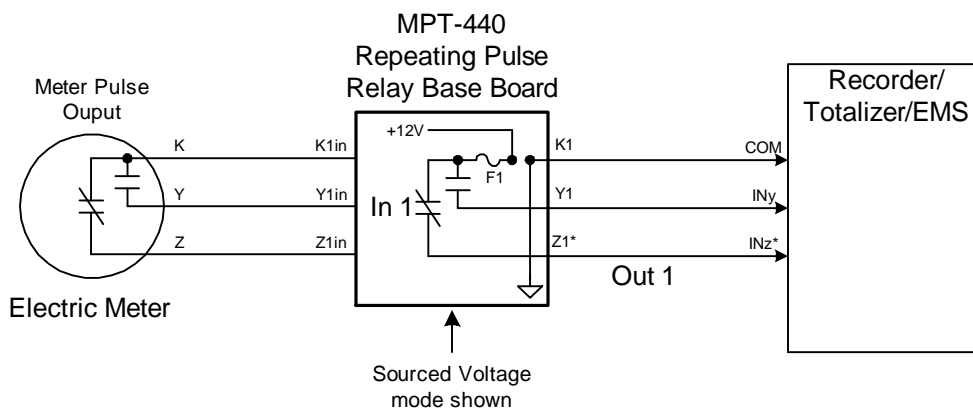 MPT-440
Repeating Pulse
Relay Base Board
Meter Pulse
Ouput
Recorder/
Totalizer/EMS
+12V
K
K1in
K1
COM
F1
Y
Y1in
In 1
Y1
INy
Z
Z1in
Z1*
INz*
Out 1
Electric Meter
Sourced Voltage
mode shown